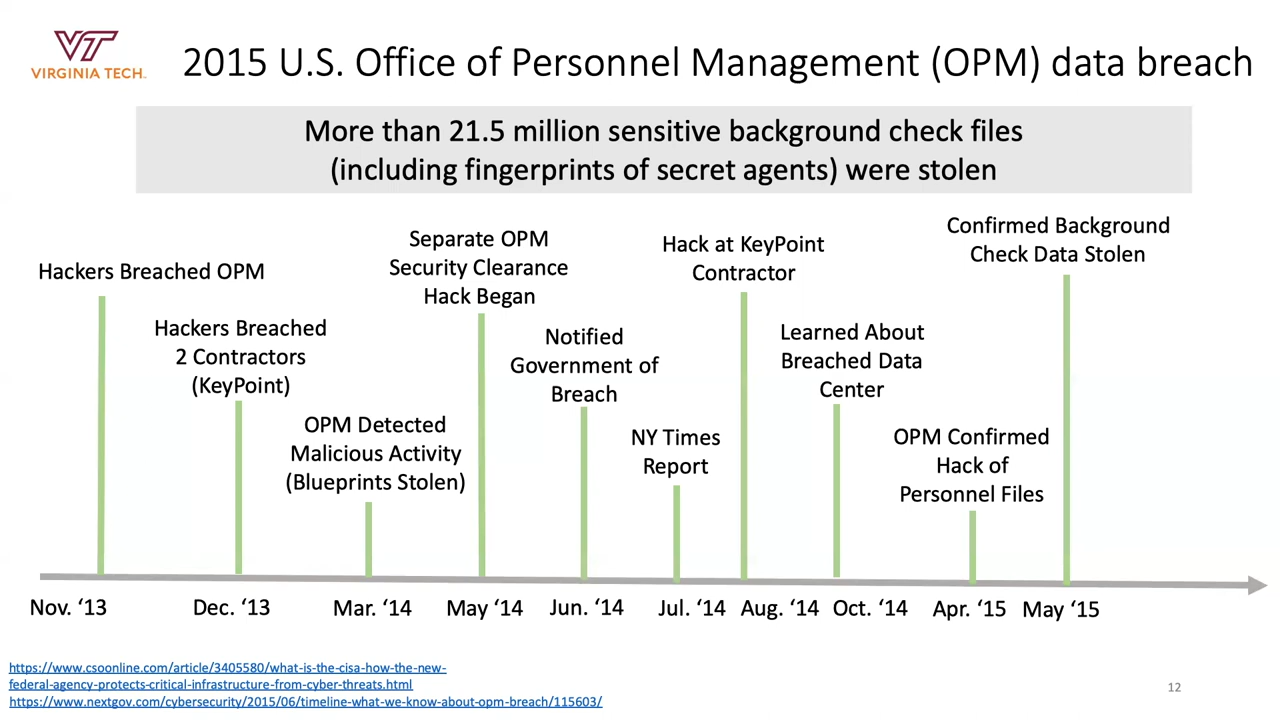 VT
VIRGINIA TECH.
2015 U.S. Office of Personnel Management (OPM) data breach
More than 21.5 million sensitive background check files
(including fingerprints of secret agents) were stolen
Hackers Breached OPM
Hackers Breached
2 Contractors
(KeyPoint)
OPM Detected
Malicious Activity
(Blueprints Stolen)
Separate OPM
Security Clearance
Hack Began
Notified
Government of
Breach
NY Times
Report
Hack at KeyPoint
Contractor
Learned About
Breached Data
Center
OPM Confirmed
Hack of
Personnel Files
Confirmed Background
Check Data Stolen
Nov. ‘13
Dec. ‘13
Mar. ‘14
May ‘14
Jun. ‘14
Jul. ‘14
Aug. ‘14
Oct. ‘14
Apr. ‘15
May ‘15
https://www.csoonline.com/article/3405580/what-is-the-cisa-how-the-new-
federal-agency-protects-critical-infrastructure-from-cyber-threats.html
https://www.nextgov.com/cybersecurity/2015/06/timeline-what-we-know-about-opm-breach/115603/
12